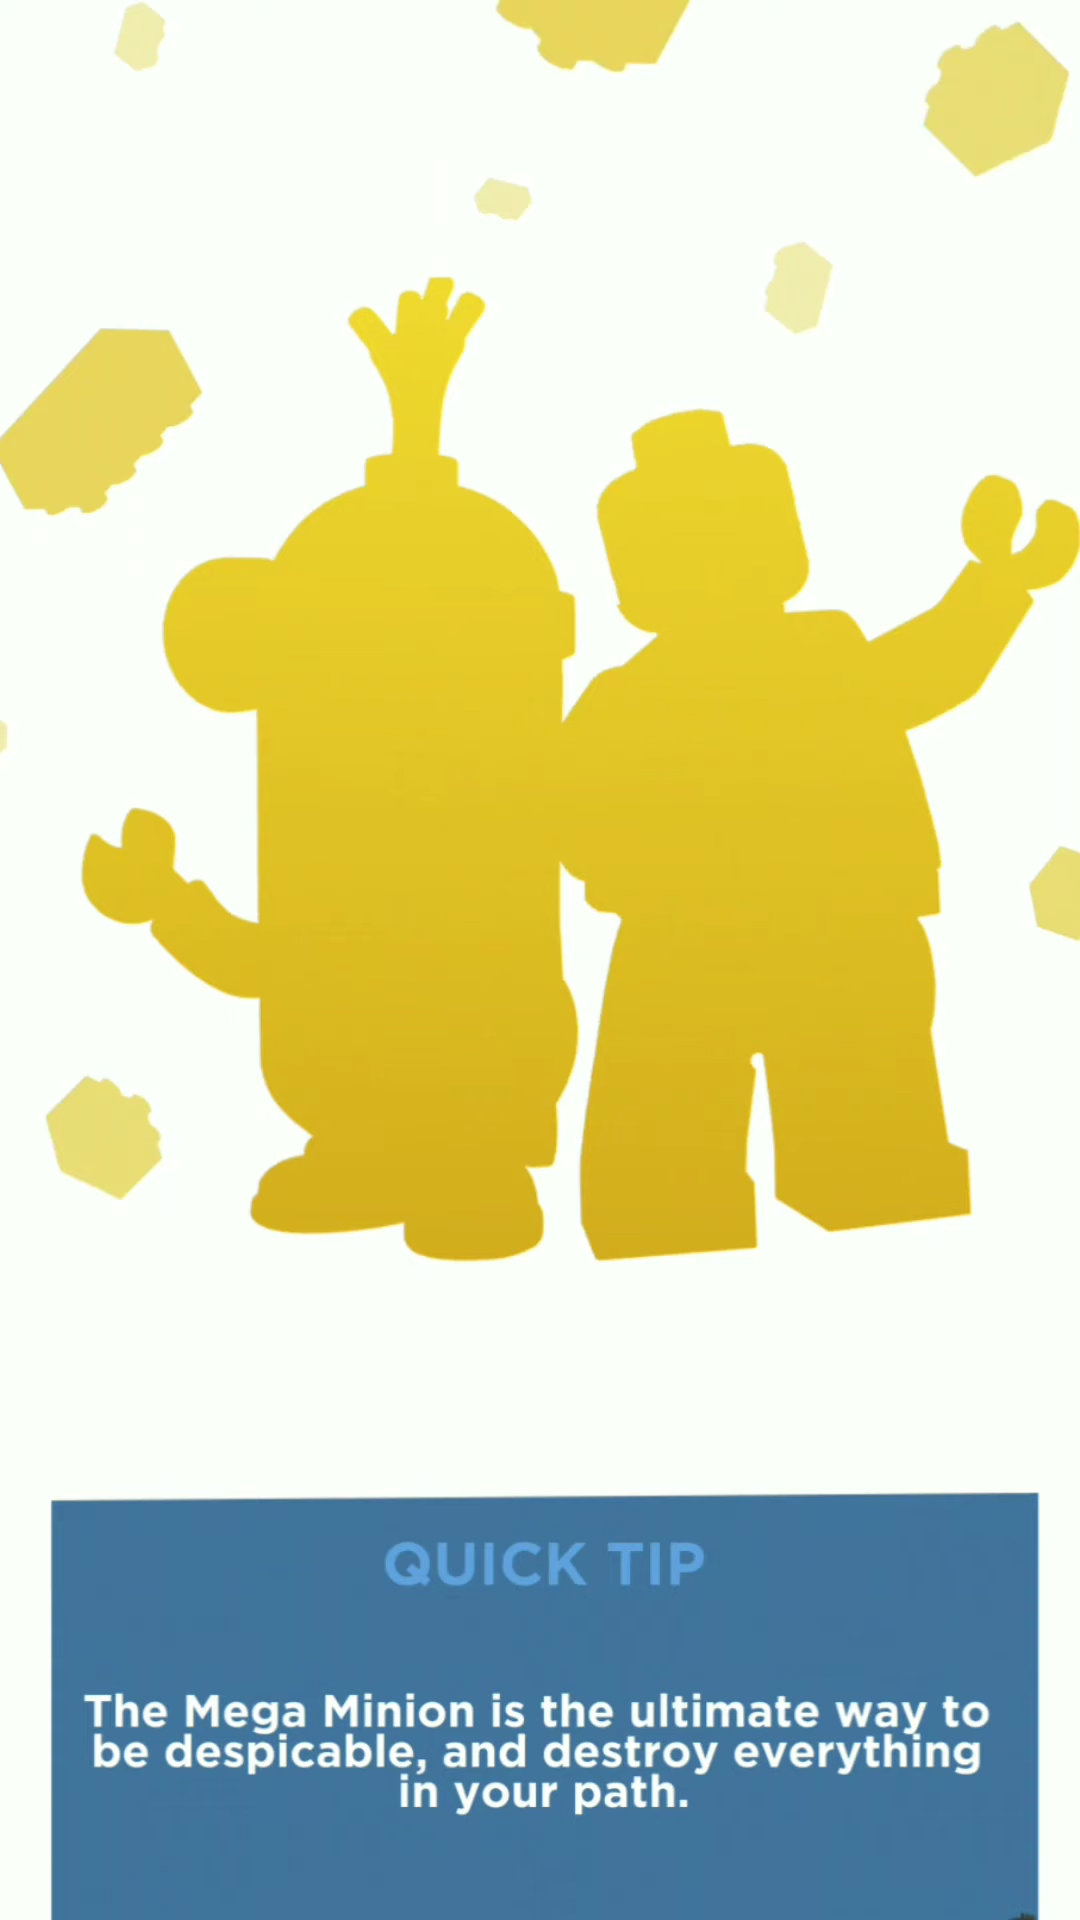 QUICK TIP
The Mega Minion is the ultimate way to
be despicable, and destroy everything
in your path.